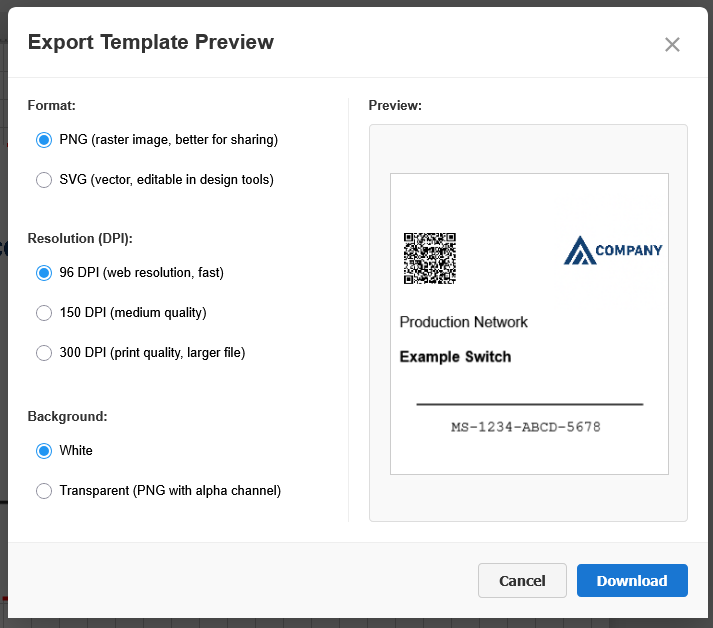 Export Template Preview
Format:
PNG (raster image, better for sharing)
SVG (vector, editable in design tools)
Resolution (DPI):
96 DPI (web resolution, fast)
150 DPI (medium quality)
300 DPI (print quality, larger file)
Background:
White
Transparent (PNG with alpha channel)
Preview:
COMPANY
Production Network
Example Switch
MS-1234-ABCD-5678
Cancel
Download